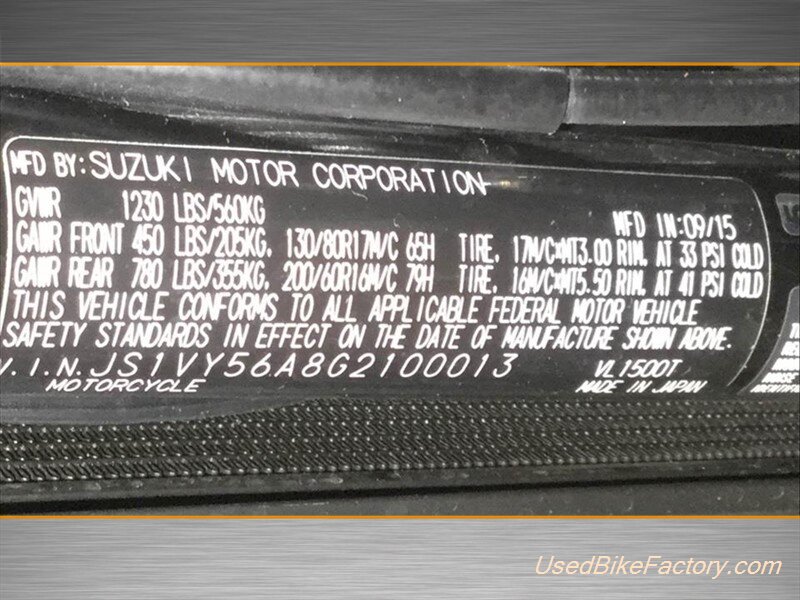 MFD BY: SUZUKI MOTOR CORPORATION
GVWR 1230 LBS/560KG MFD IN:09/15
GAWR FRONT 450 LBS/205KG. 130/80R17M/C 65H TIRE. 17M/C×MT3.00 RIM. AT 33 PSI COLD
GAWR REAR 780 LBS/355KG. 200/60R16M/C 79H TIRE. 16M/C×MT5.50 RIM. AT 41 PSI COLD
THIS VEHICLE CONFORMS TO ALL APPLICABLE FEDERAL MOTOR VEHICLE
SAFETY STANDARDS IN EFFECT ON THE DATE OF MANUFACTURE SHOWN ABOVE.
V.I.N. JS1VY56A8G2100013 VL1500T
MOTORCYCLE MADE IN JAPAN
UsedBikeFactory.com